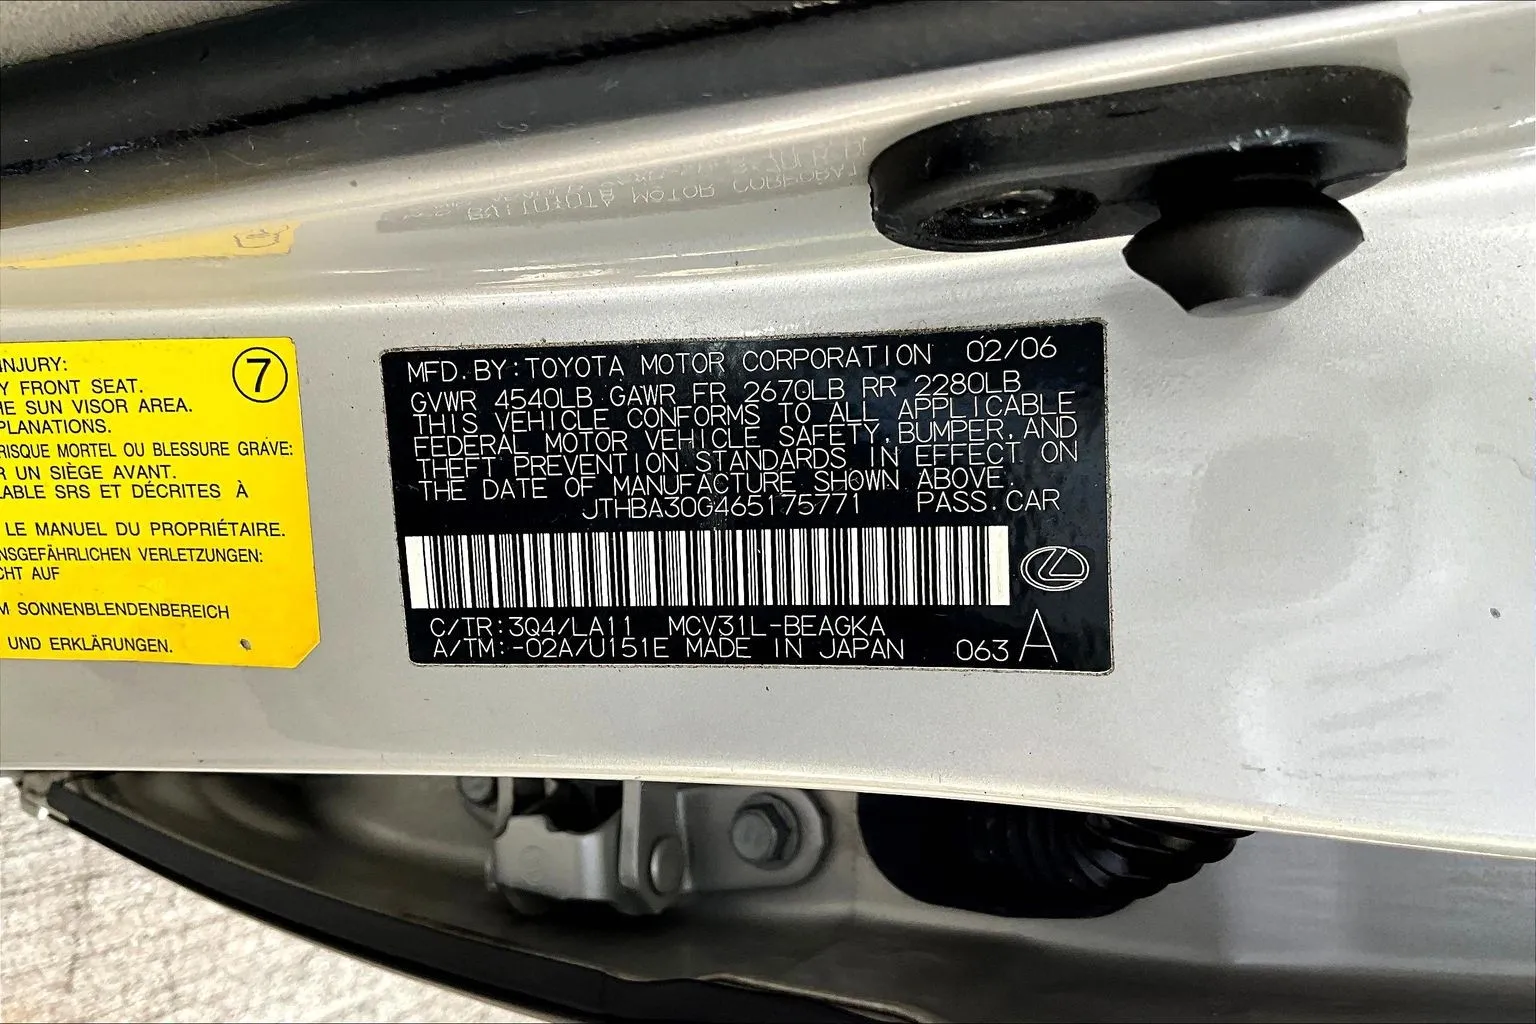 NJURY:
Y FRONT SEAT.
HE SUN VISOR AREA.
PLANATIONS.
7
RISQUE MORTEL OU BLESSURE GRAVE:
R UN SIÈGE AVANT.
LABLE SRS ET DÉCRITES À
LE MANUEL DU PROPRIÉTAIRE.
NSGEFÄHRLICHEN VERLETZUNGEN:
CHT AUF
M SONNENBLENDENBEREICH
UND ERKLÄRUNGEN.
MFD. BY: TOYOTA MOTOR CORPORATION 02/06
GVWR 4540LB GAWR FR 2670LB RR 2280LB
THIS VEHICLE CONFORMS TO ALL APPLICABLE
FEDERAL MOTOR VEHICLE SAFETY, BUMPER, AND
THEFT PREVENTION STANDARDS IN EFFECT ON
THE DATE OF MANUFACTURE SHOWN ABOVE.
JTHBA30G465175771 PASS. CAR
C/TR:3Q4/LA11 MCV31L-BEAGKA
A/TM:-02A/U151E MADE IN JAPAN 063 A